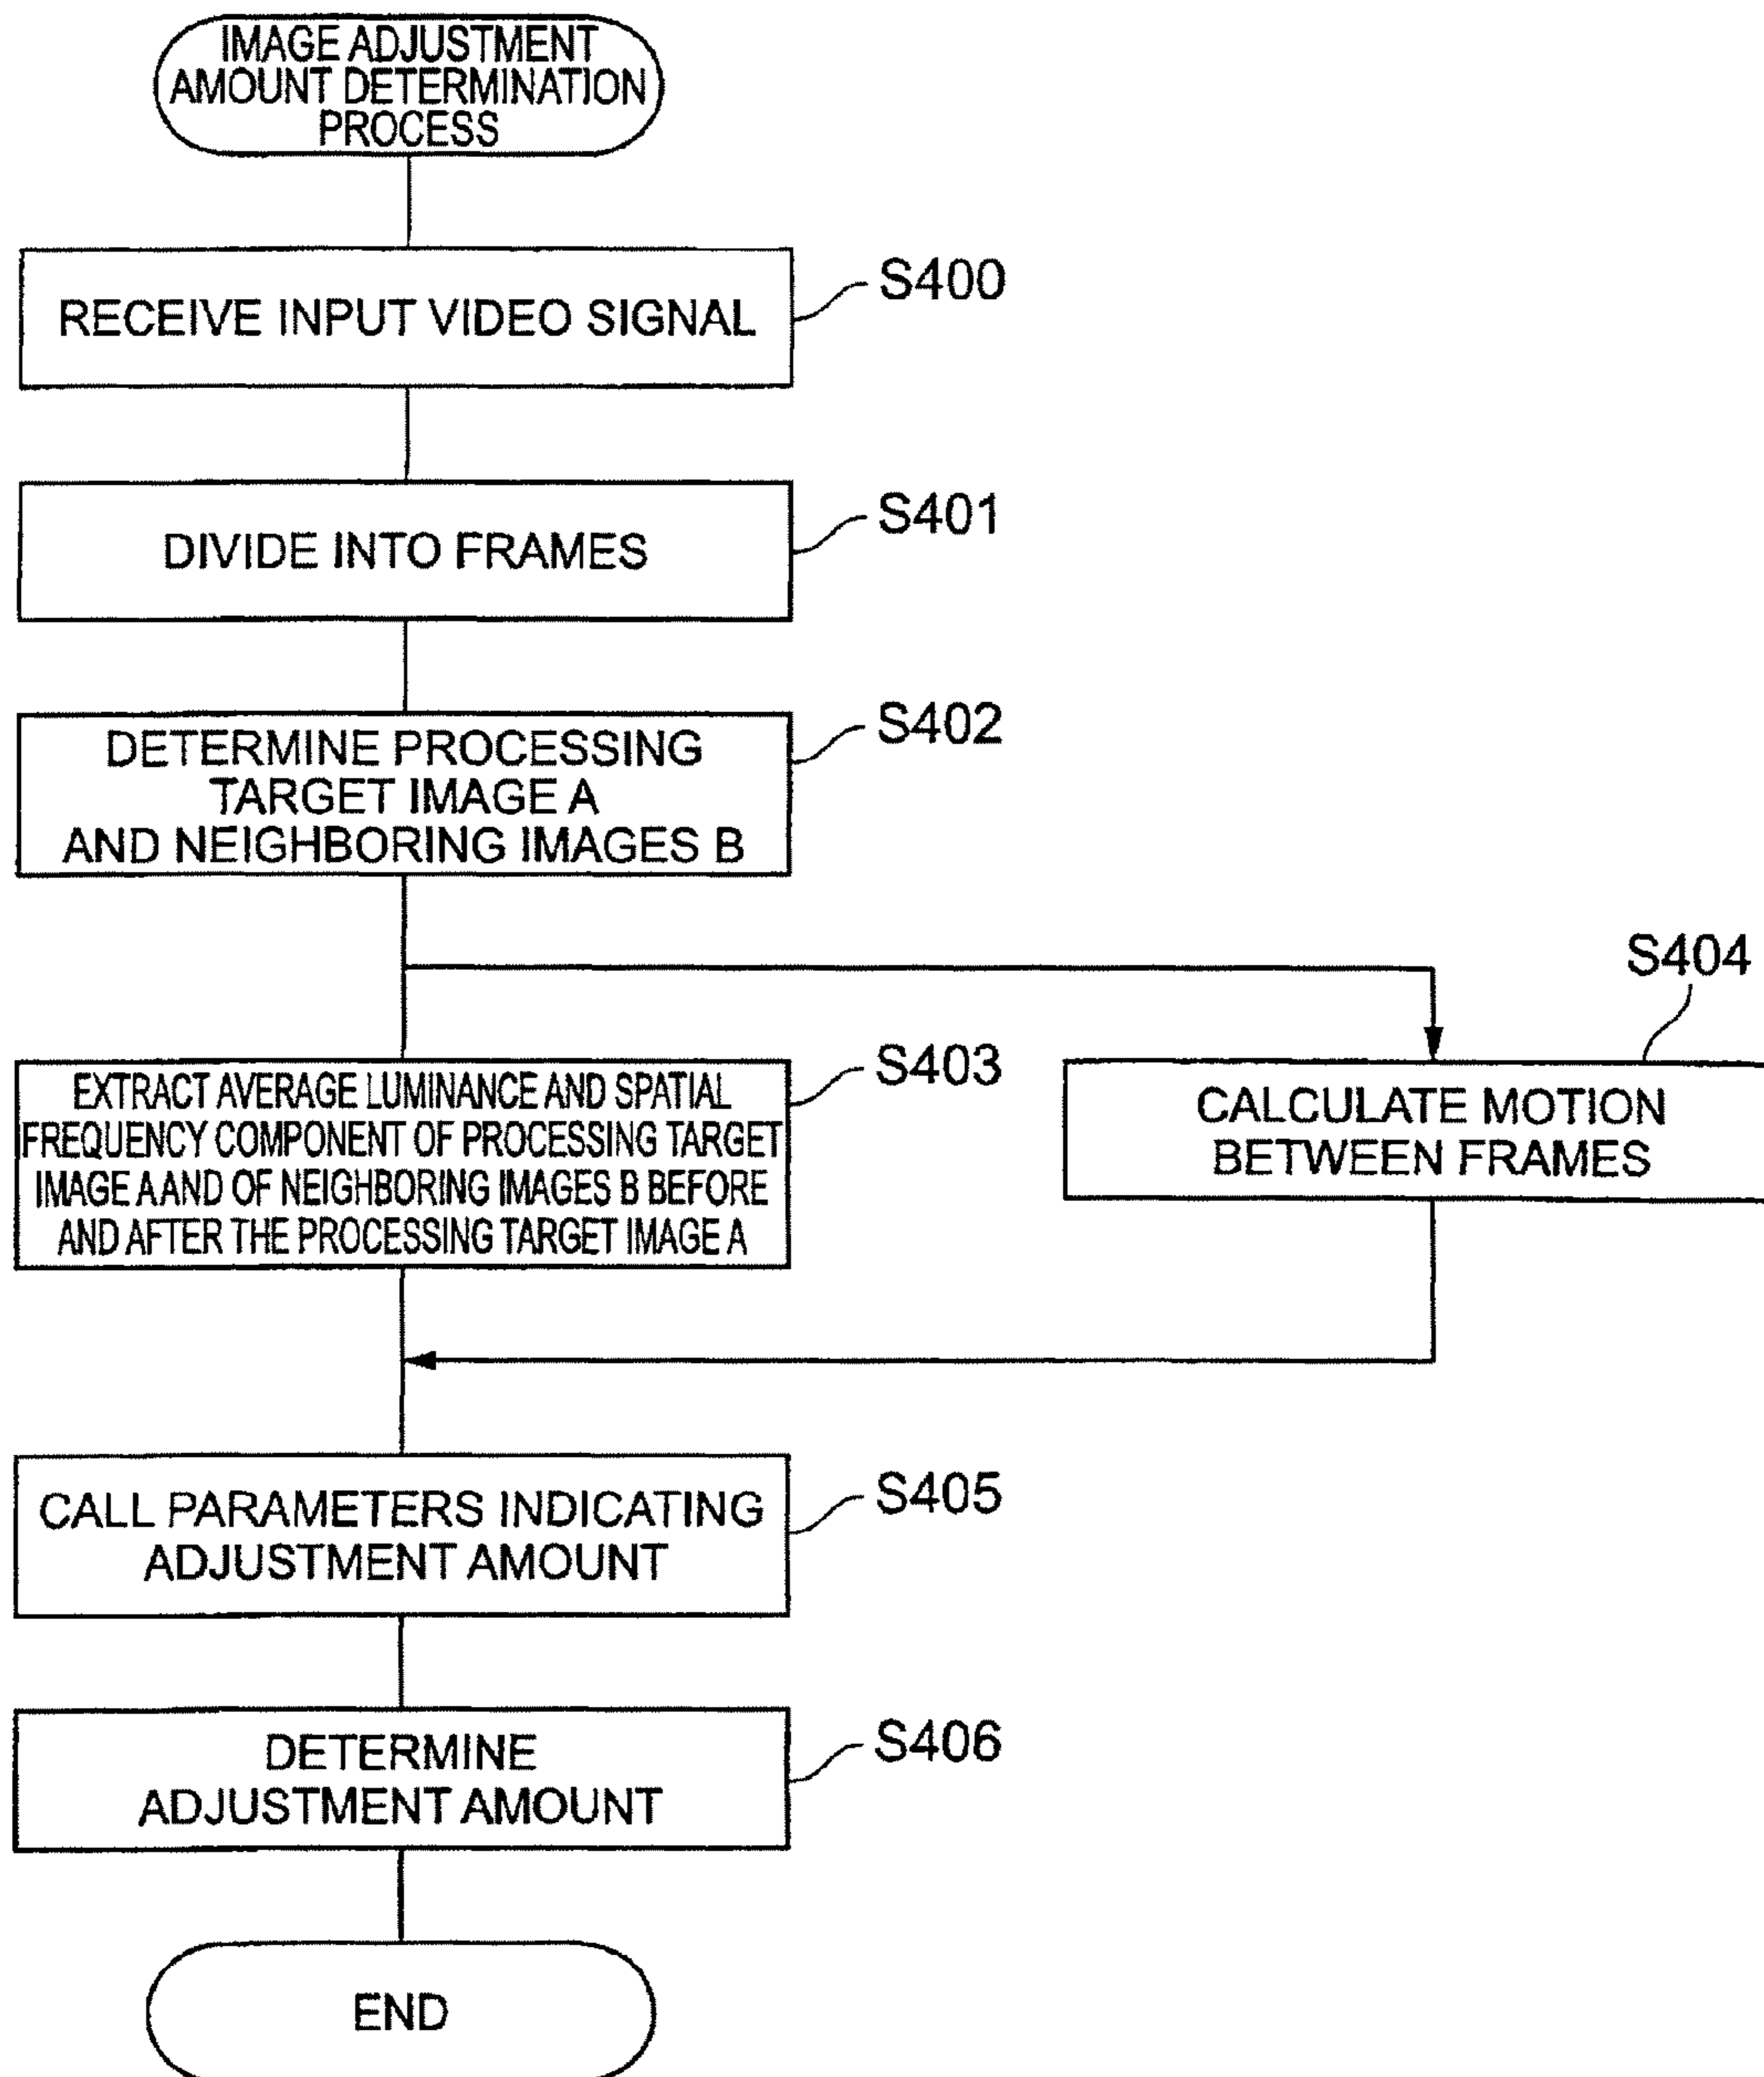 IMAGE ADJUSTMENT
AMOUNT DETERMINATION
PROCESS
RECEIVE INPUT VIDEO SIGNAL
S400
DIVIDE INTO FRAMES
S401
DETERMINE PROCESSING
TARGET IMAGE A
AND NEIGHBORING IMAGES B
S402
EXTRACT AVERAGE LUMINANCE AND SPATIAL
FREQUENCY COMPONENT OF PROCESSING TARGET
IMAGE A AND OF NEIGHBORING IMAGES B BEFORE
AND AFTER THE PROCESSING TARGET IMAGE A
S403
S404
CALCULATE MOTION
BETWEEN FRAMES
CALL PARAMETERS INDICATING
ADJUSTMENT AMOUNT
S405
DETERMINE
ADJUSTMENT AMOUNT
S406
END